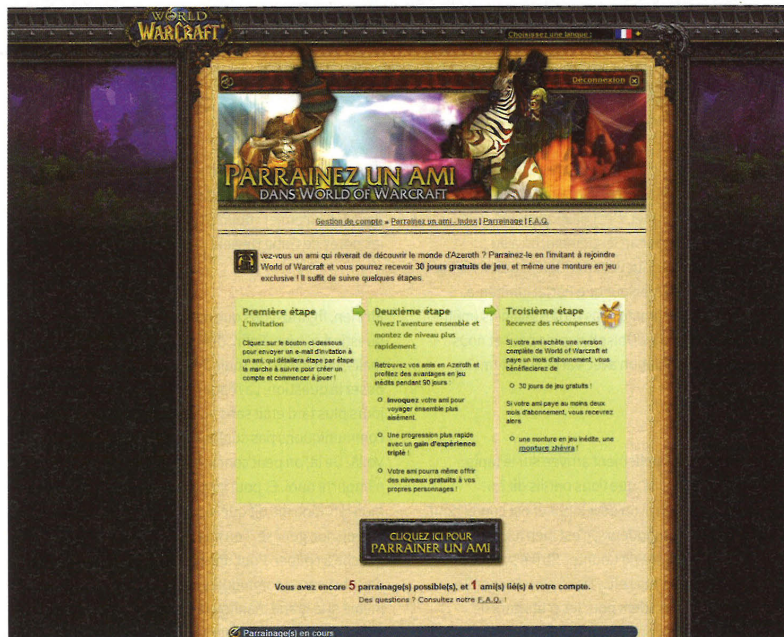 WORLD
OF
WARCRAFT
Choisissez une langue :
Déconnexion
PARRAINEZ UN AMI
DANS WORLD OF WARCRAFT
Gestion de compte » Parrainez un ami - Index | Parrainage | F.A.Q.
Avez-vous un ami qui rêverait de découvrir le monde d'Azeroth ? Parrainez-le en l'invitant à rejoindre
World of Warcraft et vous pourrez recevoir 30 jours gratuits de jeu, et même une monture en jeu
exclusive ! Il suffit de suivre quelques étapes.
Première étape
L'invitation
Cliquez sur le bouton ci-dessous
pour envoyer un e-mail d'invitation à
un ami, qui détaillera étape par étape
la marche à suivre pour créer un
compte et commencer à jouer !
Deuxième étape
Vivez l'aventure ensemble et
montez de niveau plus
rapidement
Retrouvez vos amis en Azeroth et
profitez des avantages en jeu
inédits pendant 90 jours
Invoquez votre ami pour
voyager ensemble plus
aisément.
Une progression plus rapide
avec un gain d'expérience
triplé !
Votre ami pourra même offrir
des niveaux gratuits à vos
propres personnages !
Troisième étape
Recevez des récompenses
Si votre ami achète une version
complète de World of Warcraft et
paye un mois d'abonnement, vous
bénéficierez de
30 jours de jeu gratuits !
Si votre ami paye au moins deux
mois d'abonnement, vous recevrez
alors
une monture en jeu inédite, une
monture zhèvra !
CLIQUEZ ICI POUR
PARRAINER UN AMI
Vous avez encore 5 parrainage(s) possible(s), et 1 ami(s) lié(s) à votre compte.
Des questions ? Consultez notre F.A.Q. !
Parrainage(s) en cours